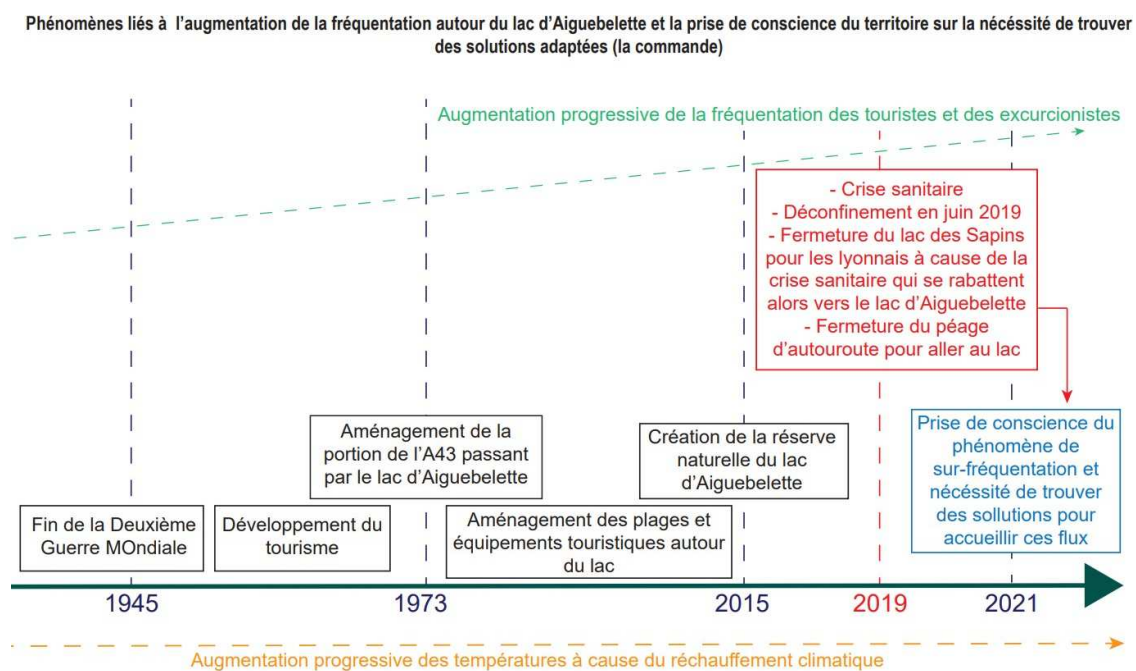 Phénomènes liés à l'augmentation de la fréquentation autour du lac d'Aiguebelette et la prise de conscience du territoire sur la nécéssité de trouver
des solutions adaptées (la commande)
Augmentation progressive de la fréquentation des touristes et des excurcionistes
- Crise sanitaire
- Déconfinement en juin 2019
- Fermeture du lac des Sapins
pour les lyonnais à cause de la
crise sanitaire qui se rabattent
alors vers le lac d'Aiguebelette
- Fermeture du péage
d'autouroute pour aller au lac
Fin de la Deuxième
Guerre MOndiale
Développement du
tourisme
Aménagement de la
portion de l'A43 passant
par le lac d'Aiguebelette
Aménagement des plages et
équipements touristiques autour
du lac
Création de la réserve
naturelle du lac
d'Aiguebelette
Prise de conscience du
phénomène de
sur-fréquentation et
nécéssité de trouver
des sollutions pour
accueillir ces flux
1945
1973
2015
2019
2021
Augmentation progressive des températures à cause du réchauffement climatique